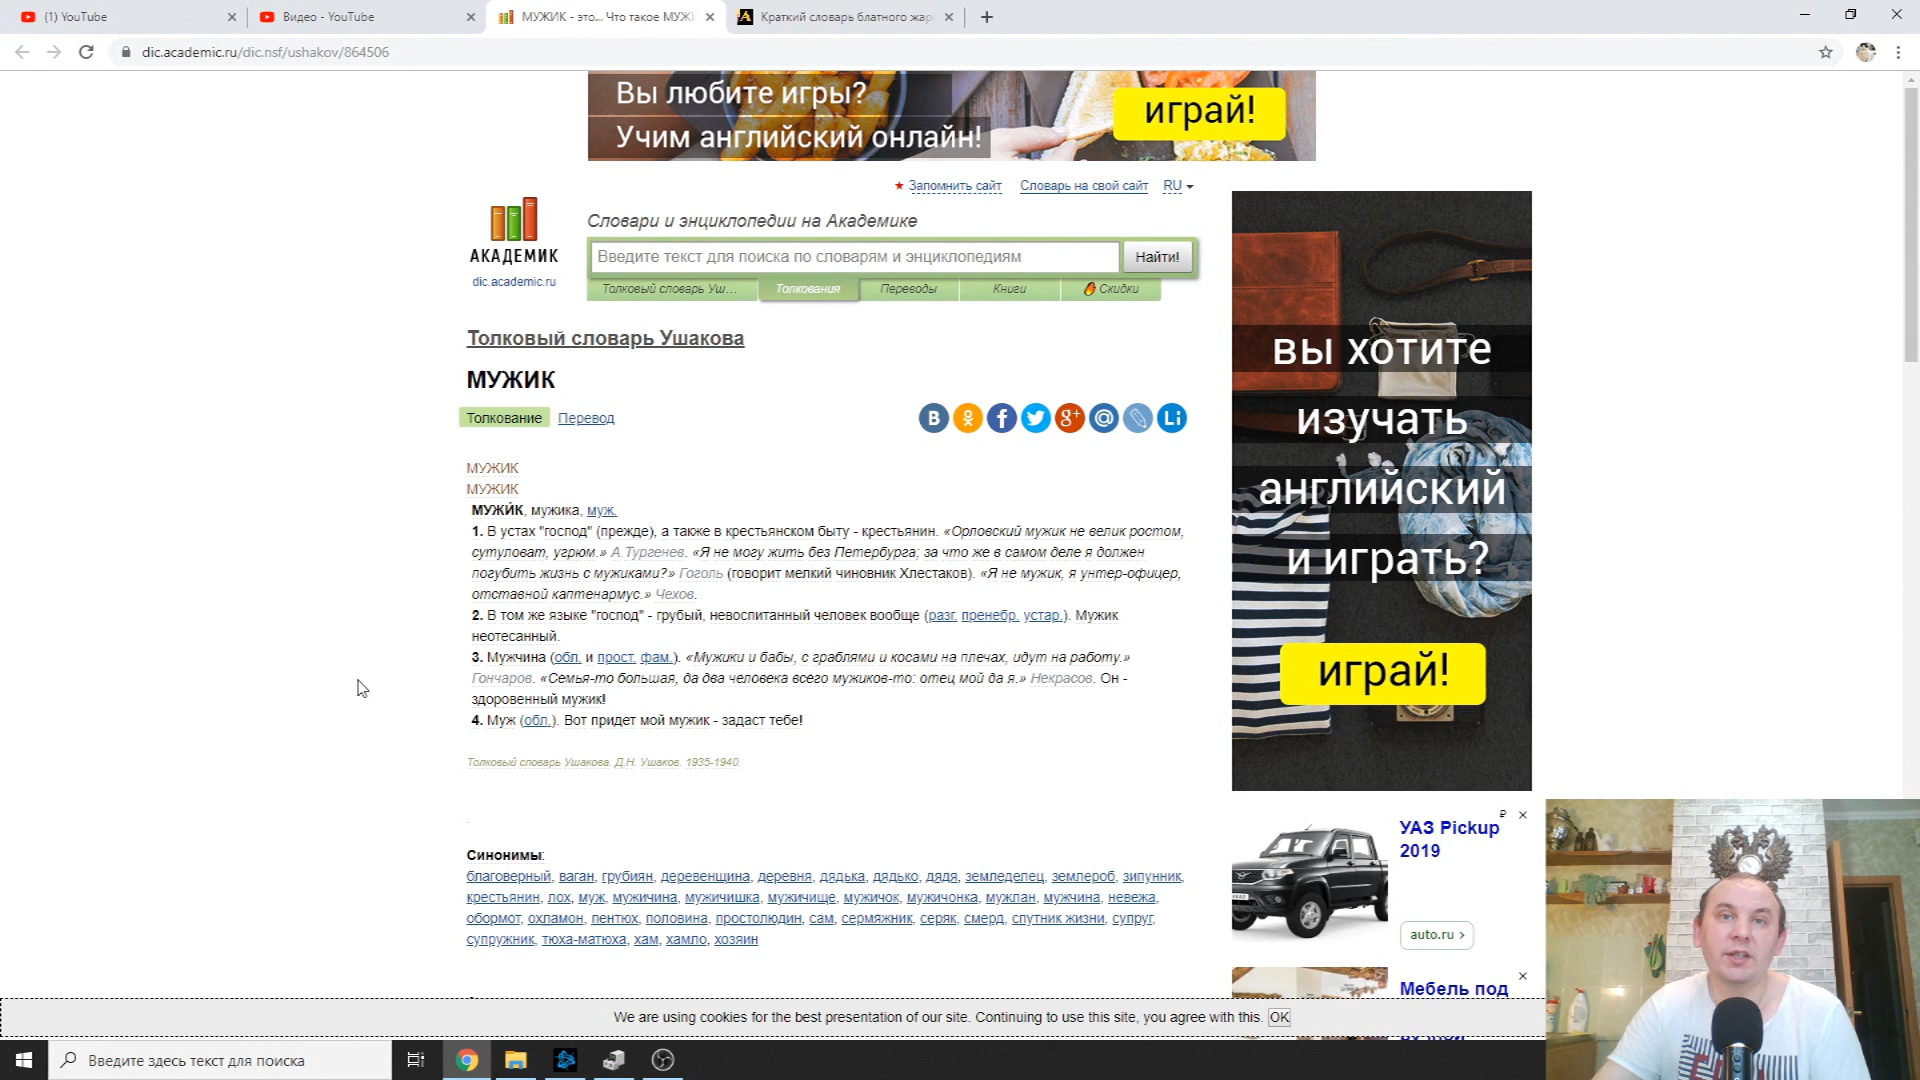 (1) YouTube
Видео - YouTube
МУЖИК - это... Что такое МУЖ
Краткий словарь блатного жар
dic.academic.ru/dic.nsf/ushakov/864506
Вы любите игры?
Учим английский онлайн!
играй!
Запомнить сайт Словарь на свой сайт RU
АКАДЕМИК
dic.academic.ru
Словари и энциклопедии на Академике
Введите текст для поиска по словарям и энциклопедиям
Найти!
Толковый словарь Уш… Толкования Переводы Книги Скидки
Толковый словарь Ушакова
МУЖИК
Толкование Перевод
МУЖИК
МУЖИК
МУЖИ́К, мужика, муж.
1. В устах "господ" (прежде), а также в крестьянском быту - крестьянин. «Орловский мужик не велик ростом,
сутуловат, угрюм.» А.Тургенев. «Я не могу жить без Петербурга; за что же в самом деле я должен
погубить жизнь с мужиками?» Гоголь (говорит мелкий чиновник Хлестаков). «Я не мужик, я унтер-офицер,
отставной каптенармус.» Чехов.
2. В том же языке "господ" - грубый, невоспитанный человек вообще (разг. пренебр. устар.). Мужик
неотесанный.
3. Мужчина (обл. и прост. фам.). «Мужики и бабы, с граблями и косами на плечах, идут на работу.»
Гончаров. «Семья-то большая, да два человека всего мужиков-то: отец мой да я.» Некрасов. Он -
здоровенный мужик!
4. Муж (обл.). Вот придет мой мужик - задаст тебе!
Толковый словарь Ушакова. Д.Н. Ушаков. 1935-1940.
Синонимы:
благоверный, ваган, грубиян, деревенщина, деревня, дядька, дядько, дядя, земледелец, землероб, зипунник,
крестьянин, лох, муж, мужичина, мужичишка, мужичище, мужичок, мужичонка, мужлан, мужчина, невежа,
обормот, охламон, пентюх, половина, простолюдин, сам, сермяжник, серяк, смерд, спутник жизни, супруг,
супружник, тюха-матюха, хам, хамло, хозяин
вы хотите
изучать
английский
и играть?
играй!
УАЗ Pickup
2019
auto.ru ›
Мебель под
We are using cookies for the best presentation of our site. Continuing to use this site, you agree with this. OK
Введите здесь текст для поиска